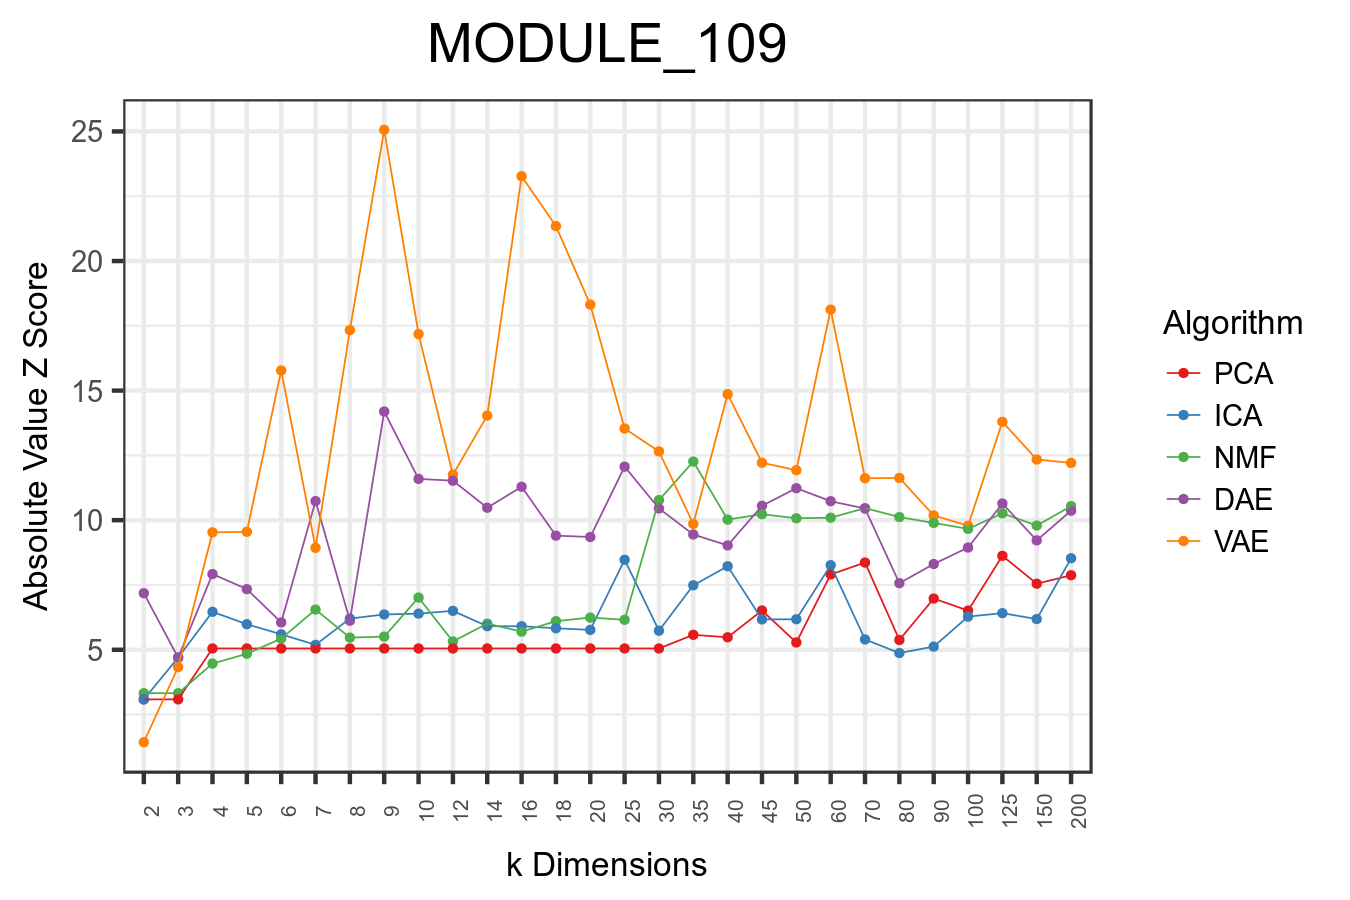 MODULE_109
Absolute Value Z Score
25
20
15
10
5
2 3 4 5 6 7 8 9 10 12 14 16 18 20 25 30 35 40 45 50 60 70 80 90 100 125 150 200
k Dimensions
Algorithm
PCA
ICA
NMF
DAE
VAE